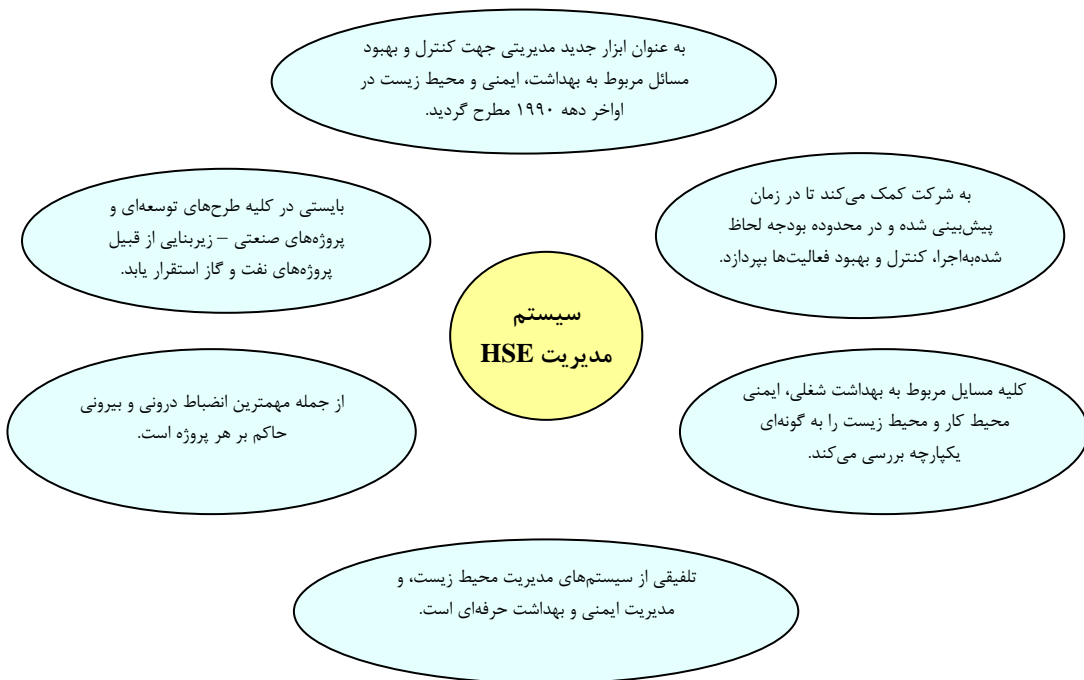 به عنوان ابزار جدید مدیریتی جهت کنترل و بهبود
مسائل مربوط به بهداشت، ایمنی و محیط زیست در
اواخر دهه ۱۹۹۰ مطرح گردید.
به شرکت کمک می‌کند تا در زمان
پیش‌بینی شده و در محدوده بودجه لحاظ
شده‌به‌اجرا، کنترل و بهبود فعالیت‌ها بپردازد.
بایستی در کلیه طرح‌های توسعه‌ای و
پروژه‌های صنعتی – زیربنایی از قبیل
پروژه‌های نفت و گاز استقرار یابد.
سیستم
مدیریت HSE
کلیه مسایل مربوط به بهداشت شغلی، ایمنی
محیط کار و محیط زیست را به گونه‌ای
یکپارچه بررسی می‌کند.
از جمله مهمترین انضباط درونی و بیرونی
حاکم بر هر پروژه است.
تلفیقی از سیستم‌های مدیریت محیط زیست، و
مدیریت ایمنی و بهداشت حرفه‌ای است.